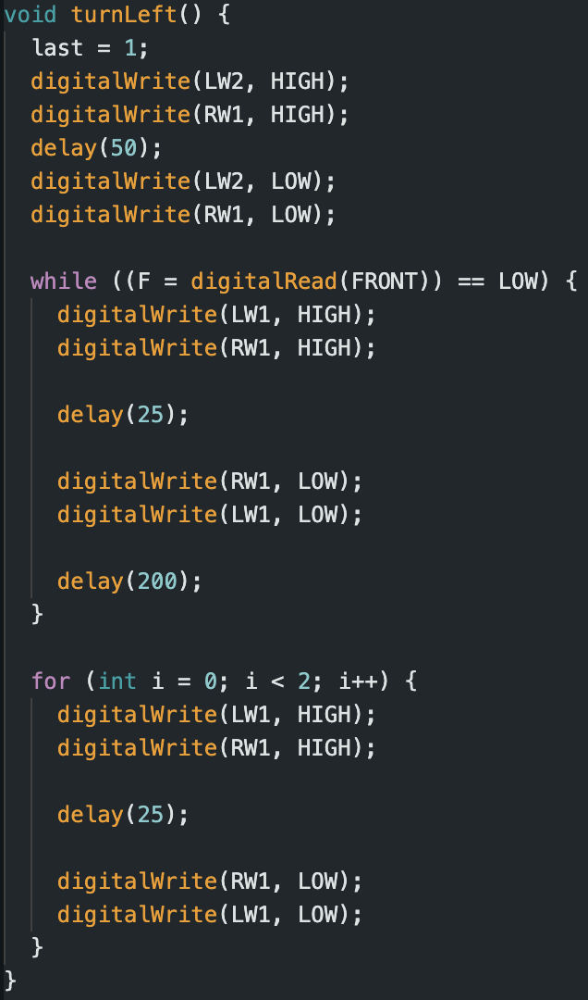 void turnLeft() {
  last = 1;
  digitalWrite(LW2, HIGH);
  digitalWrite(RW1, HIGH);
  delay(50);
  digitalWrite(LW2, LOW);
  digitalWrite(RW1, LOW);

  while ((F = digitalRead(FRONT)) == LOW) {
    digitalWrite(LW1, HIGH);
    digitalWrite(RW1, HIGH);

    delay(25);

    digitalWrite(RW1, LOW);
    digitalWrite(LW1, LOW);

    delay(200);
  }

  for (int i = 0; i < 2; i++) {
    digitalWrite(LW1, HIGH);
    digitalWrite(RW1, HIGH);

    delay(25);

    digitalWrite(RW1, LOW);
    digitalWrite(LW1, LOW);
  }
}